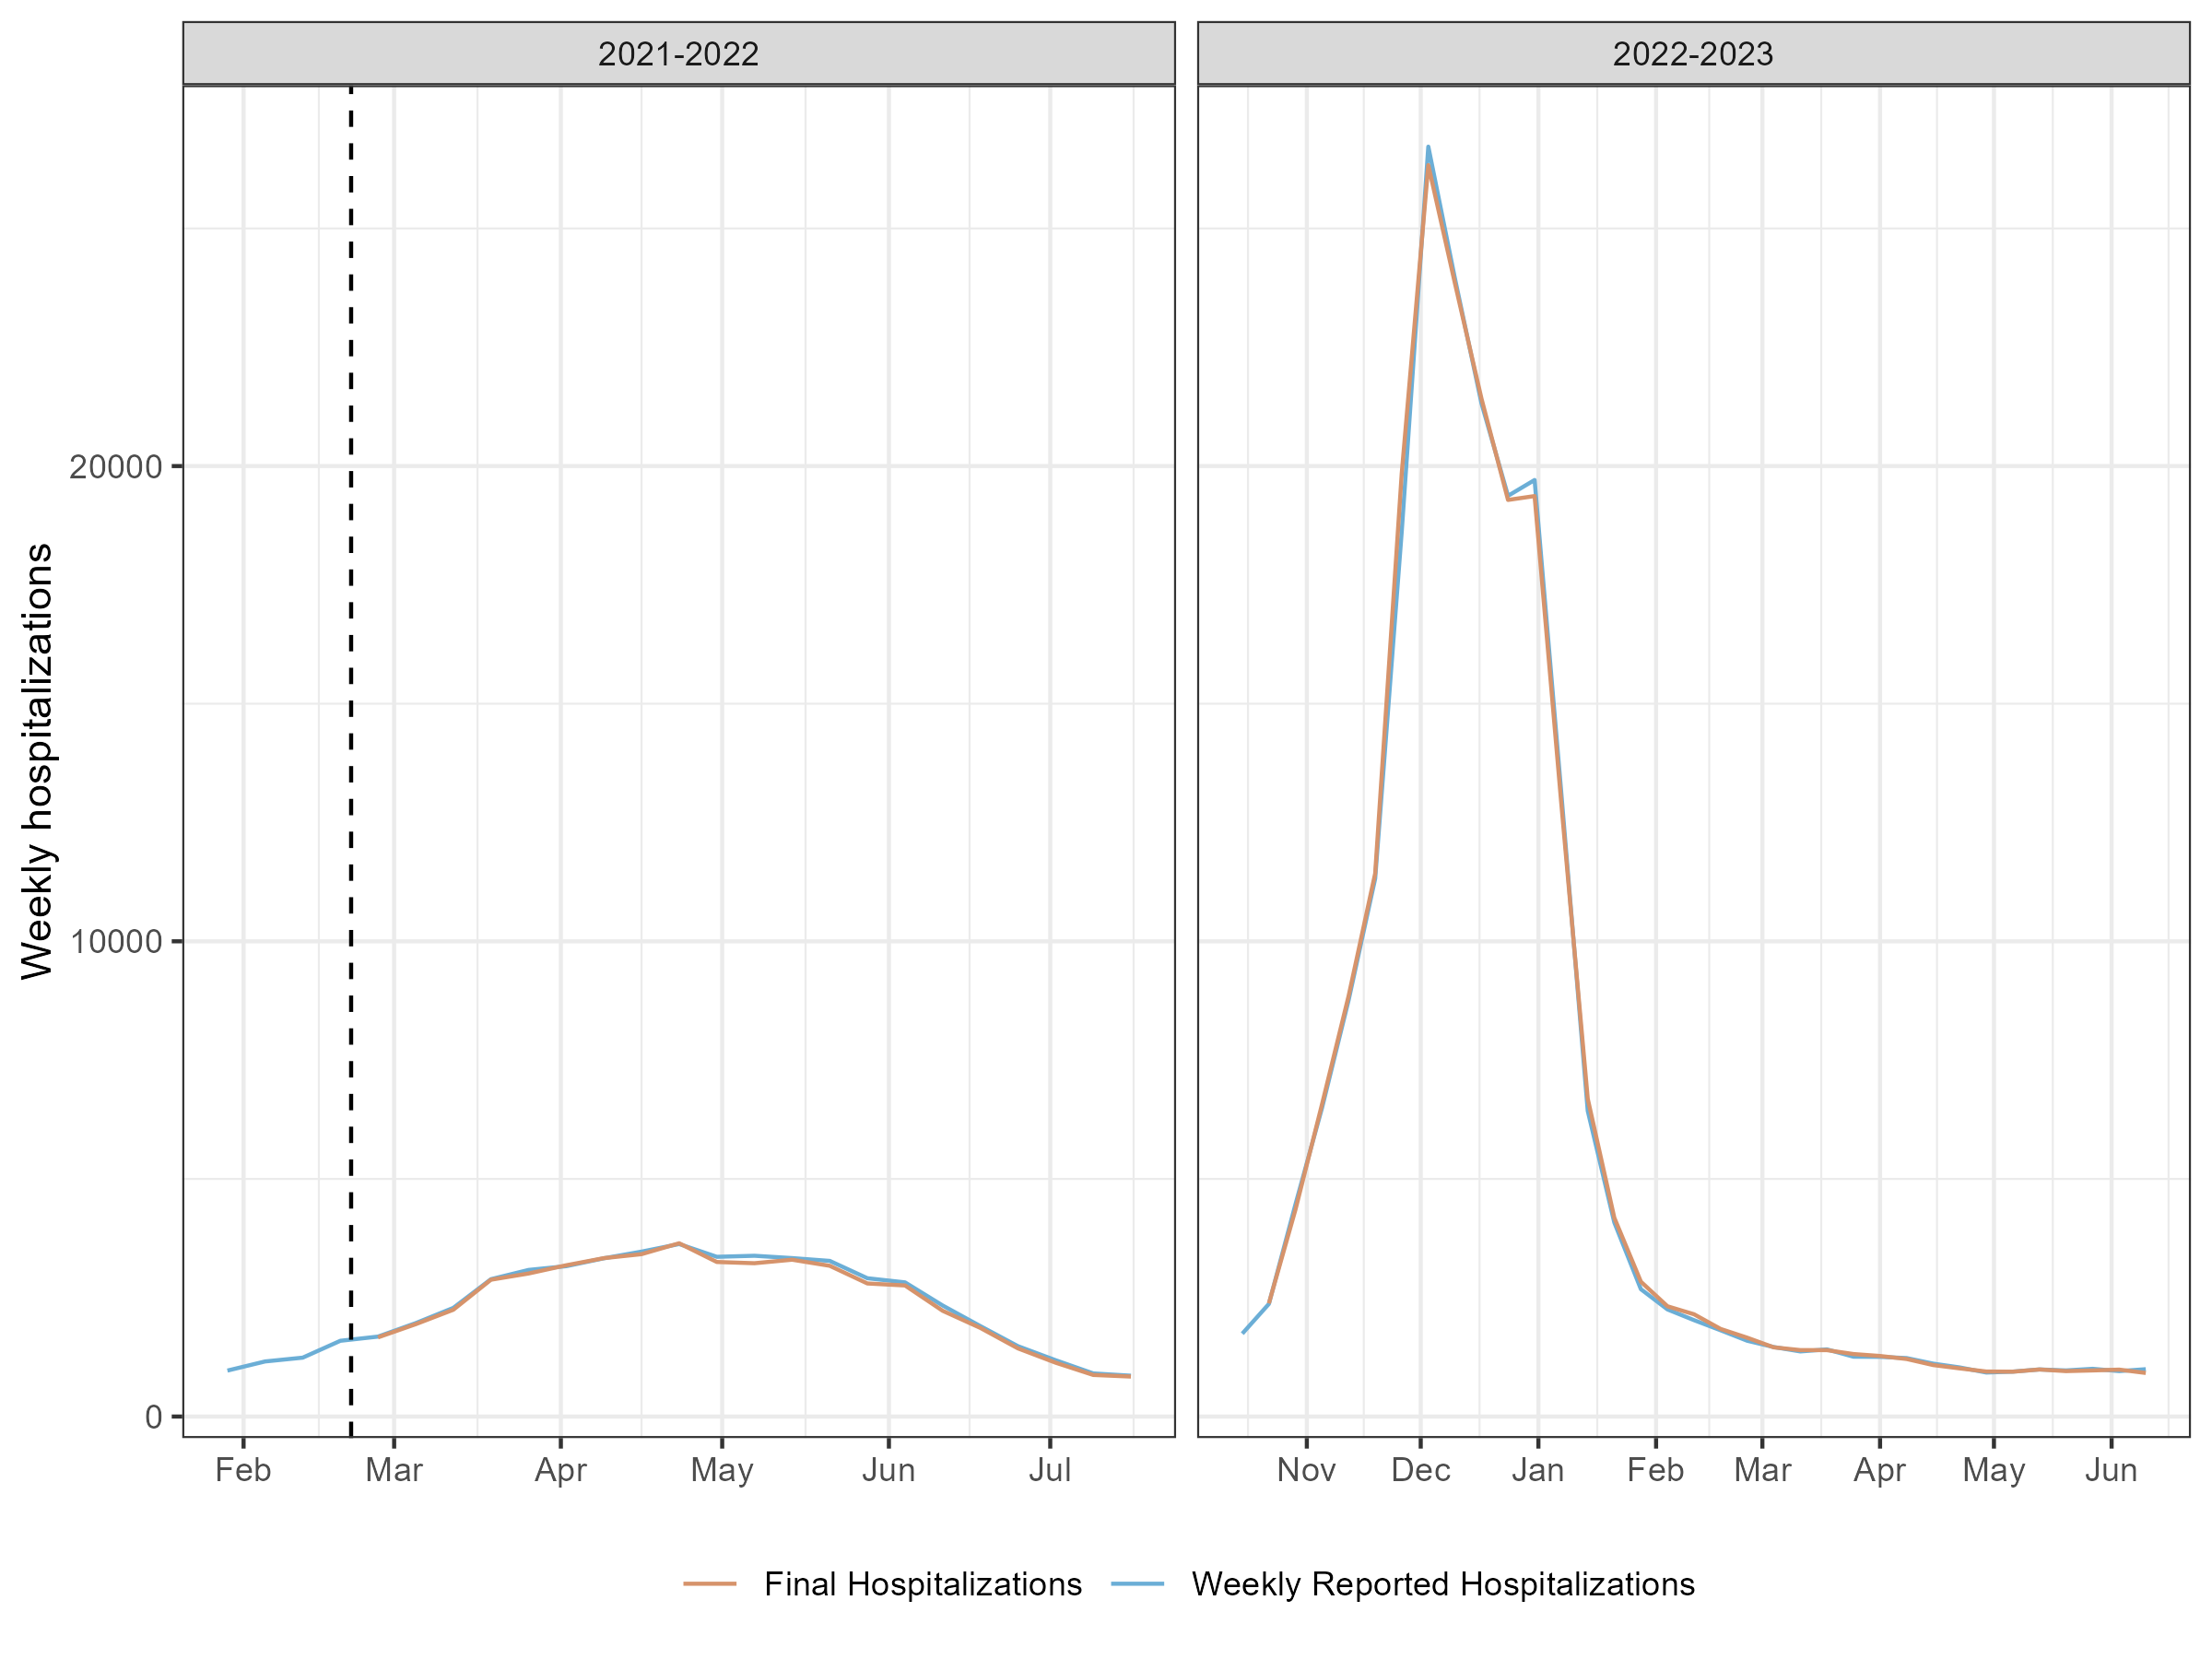 2021-2022
2022-2023
Weekly hospitalizations
20000
10000
0
Feb Mar Apr May Jun Jul
Nov Dec Jan Feb Mar Apr May Jun
Final Hospitalizations
Weekly Reported Hospitalizations